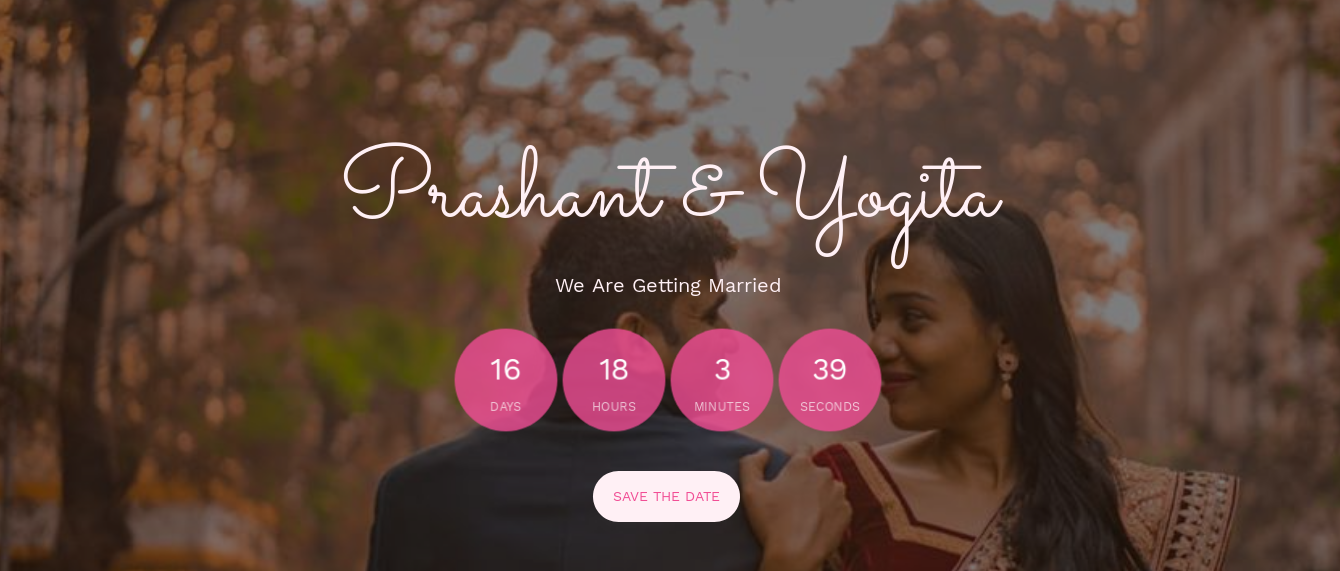 Prashant & Yogita
We Are Getting Married
16 18 3 39
DAYS HOURS MINUTES SECONDS
SAVE THE DATE